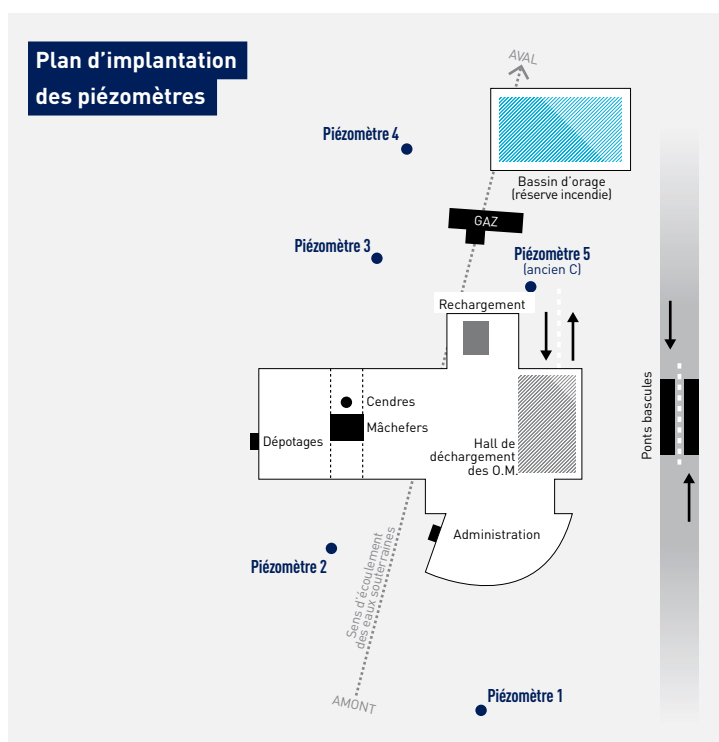 Plan d’implantation
des piézomètres
AVAL
Piézomètre 4
Bassin d’orage
(réserve incendie)
GAZ
Piézomètre 3
Piézomètre 5
(ancien C)
Rechargement
Cendres
Mâchefers
Dépotages
Hall de
déchargement
des O.M.
Ponts bascules
Administration
Sens d’écoulement
des eaux souterraines
Piézomètre 2
AMONT
Piézomètre 1